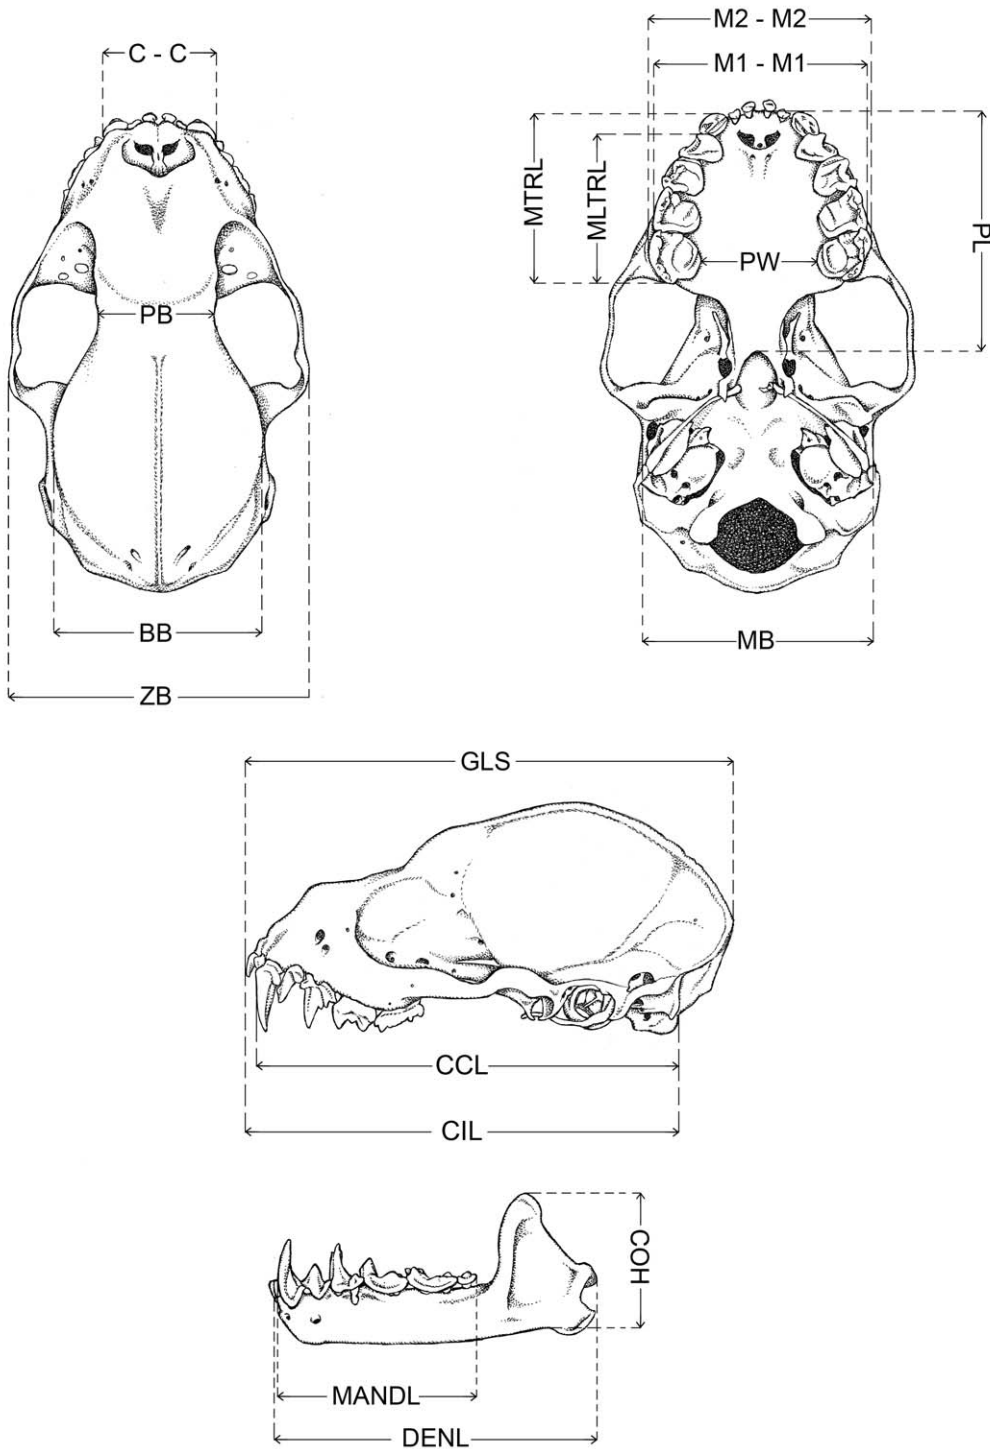 C - C
PB
BB
ZB
M2 - M2
M1 - M1
MTRL
MLTRL
PW
PL
MB
GLS
CCL
CIL
COH
MANDL
DENL